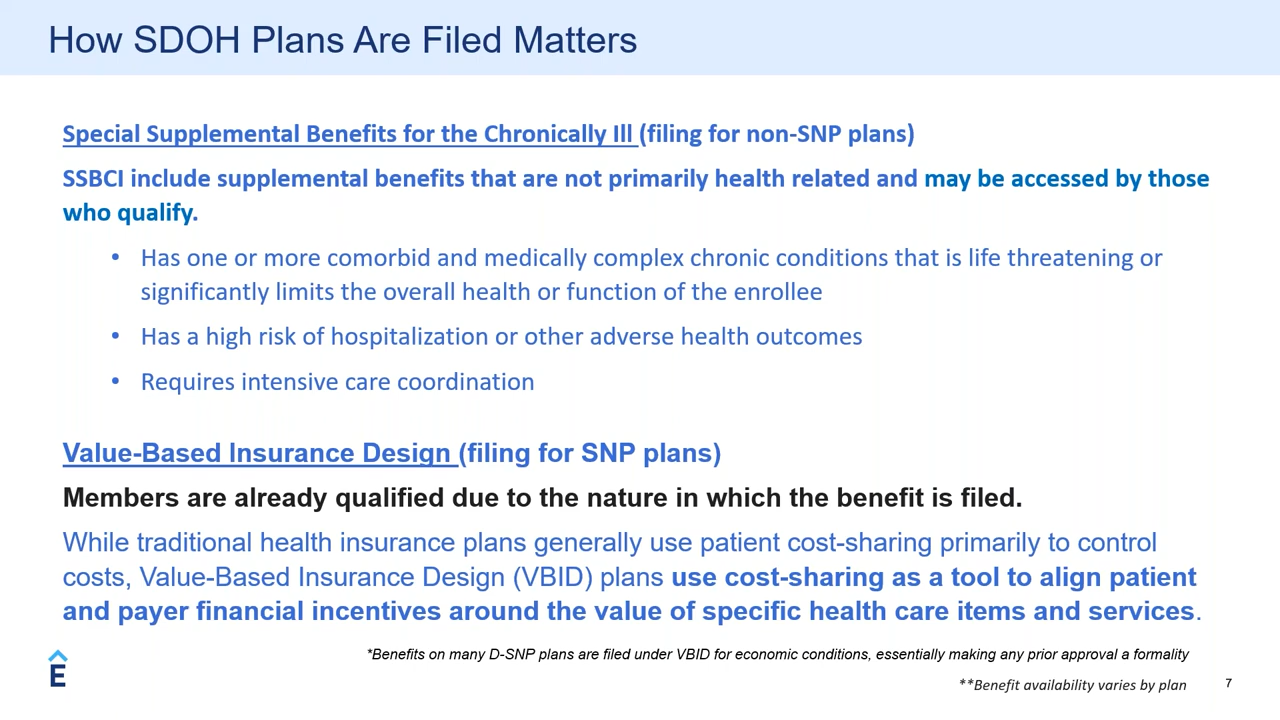 How SDOH Plans Are Filed Matters
Special Supplemental Benefits for the Chronically Ill (filing for non-SNP plans)
SSBCI include supplemental benefits that are not primarily health related and may be accessed by those
who qualify.
• Has one or more comorbid and medically complex chronic conditions that is life threatening or
significantly limits the overall health or function of the enrollee
• Has a high risk of hospitalization or other adverse health outcomes
• Requires intensive care coordination
Value-Based Insurance Design (filing for SNP plans)
Members are already qualified due to the nature in which the benefit is filed.
While traditional health insurance plans generally use patient cost-sharing primarily to control
costs, Value-Based Insurance Design (VBID) plans use cost-sharing as a tool to align patient
and payer financial incentives around the value of specific health care items and services.
*Benefits on many D-SNP plans are filed under VBID for economic conditions, essentially making any prior approval a formality
**Benefit availability varies by plan
7
Ê